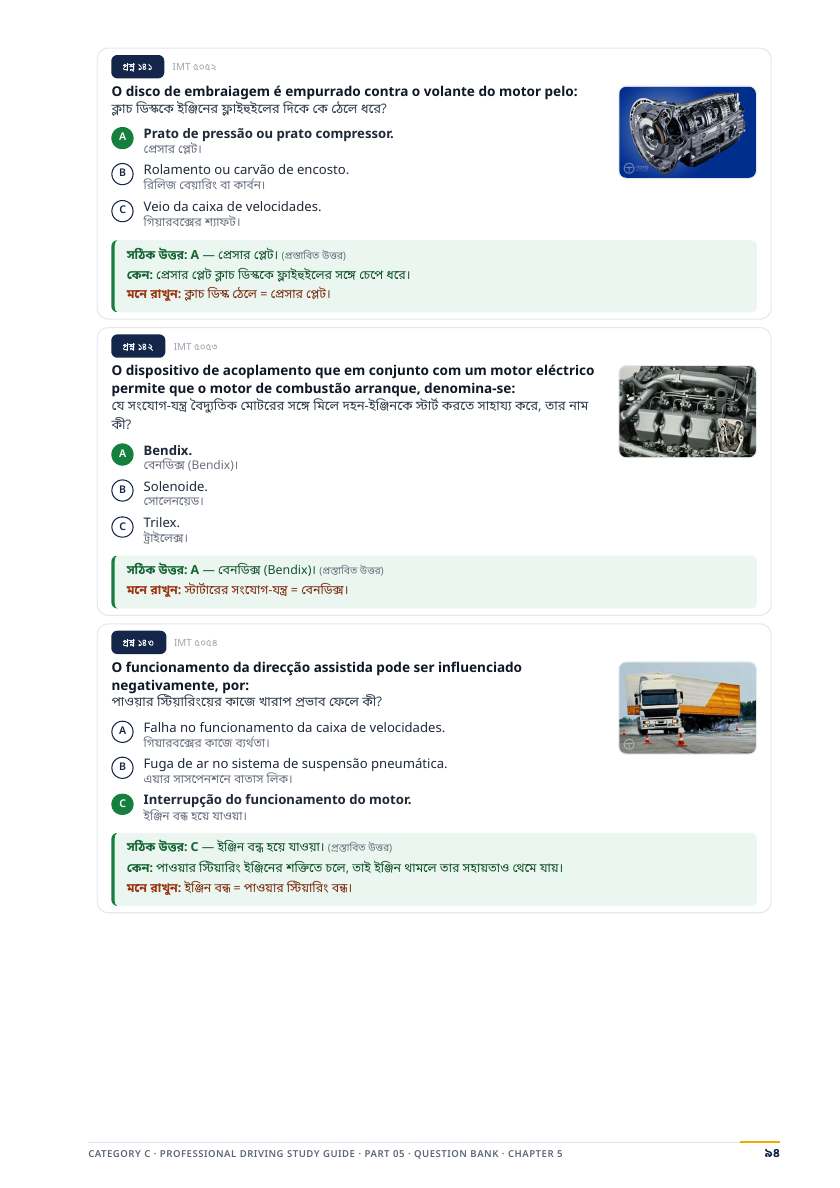 প্রশ্ন ১৪১ IMT ৫০৫২
O disco de embraiagem é empurrado contra o volante do motor pelo:
ক্লাচ ডিস্ককে ইঞ্জিনের ফ্লাইহুইলের দিকে কে ঠেলে ধরে?
A Prato de pressão ou prato compressor.
প্রেসার প্লেট।
B Rolamento ou carvão de encosto.
রিলিজ বেয়ারিং বা কার্বন।
C Veio da caixa de velocidades.
গিয়ারবক্সের শ্যাফট।
সঠিক উত্তর: A — প্রেসার প্লেট। (প্রস্তাবিত উত্তর)
কেন: প্রেসার প্লেট ক্লাচ ডিস্ককে ফ্লাইহুইলের সঙ্গে চেপে ধরে।
মনে রাখুন: ক্লাচ ডিস্ক ঠেলে = প্রেসার প্লেট।
প্রশ্ন ১৪২ IMT ৫০৫৩
O dispositivo de acoplamento que em conjunto com um motor eléctrico
permite que o motor de combustão arranque, denomina-se:
যে সংযোগ-যন্ত্র বৈদ্যুতিক মোটরের সঙ্গে মিলে দহন-ইঞ্জিনকে স্টার্ট করতে সাহায্য করে, তার নাম
কী?
A Bendix.
বেনডিক্স (Bendix)।
B Solenoide.
সোলেনয়েড।
C Trilex.
ট্রাইলেক্স।
সঠিক উত্তর: A — বেনডিক্স (Bendix)। (প্রস্তাবিত উত্তর)
মনে রাখুন: স্টার্টারের সংযোগ-যন্ত্র = বেনডিক্স।
প্রশ্ন ১৪৩ IMT ৫০৫৪
O funcionamento da direcção assistida pode ser influenciado
negativamente, por:
পাওয়ার স্টিয়ারিংয়ের কাজে খারাপ প্রভাব ফেলে কী?
A Falha no funcionamento da caixa de velocidades.
গিয়ারবক্সের কাজে ব্যর্থতা।
B Fuga de ar no sistema de suspensão pneumática.
এয়ার সাসপেনশনে বাতাস লিক।
C Interrupção do funcionamento do motor.
ইঞ্জিন বন্ধ হয়ে যাওয়া।
সঠিক উত্তর: C — ইঞ্জিন বন্ধ হয়ে যাওয়া। (প্রস্তাবিত উত্তর)
কেন: পাওয়ার স্টিয়ারিং ইঞ্জিনের শক্তিতে চলে, তাই ইঞ্জিন থামলে তার সহায়তাও থেমে যায়।
মনে রাখুন: ইঞ্জিন বন্ধ = পাওয়ার স্টিয়ারিং বন্ধ।
CATEGORY C · PROFESSIONAL DRIVING STUDY GUIDE · PART 05 · QUESTION BANK · CHAPTER 5 ৯৪